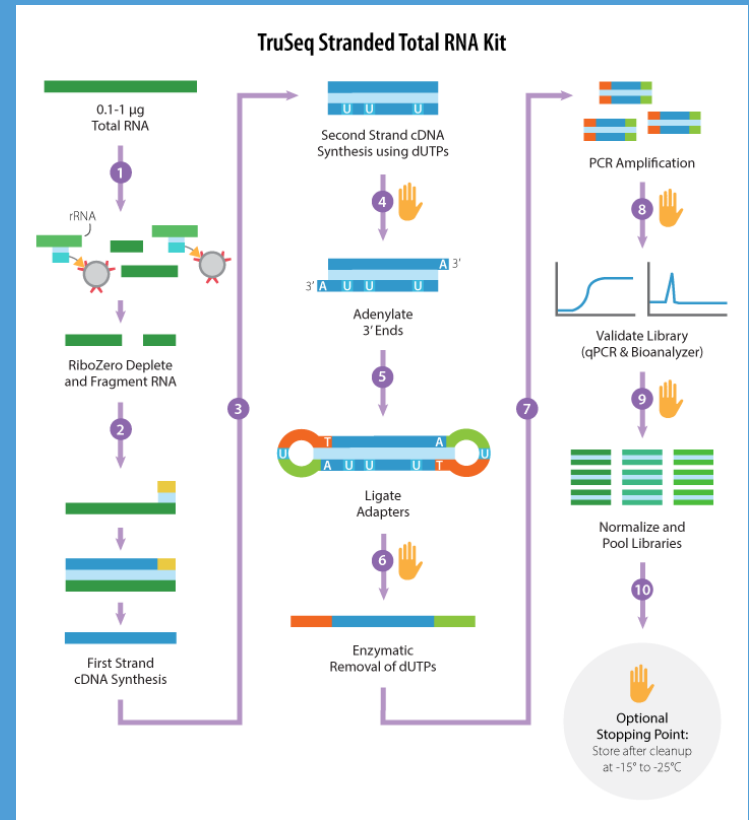 TruSeq Stranded Total RNA Kit
0.1-1 µg
Total RNA
1
rRNA
RiboZero Deplete
and Fragment RNA
2
First Strand
cDNA Synthesis
3
U U U
Second Strand cDNA
Synthesis using dUTPs
4
A 3'
3' A U U U
Adenylate
3' Ends
5
T A
U U
A U U U T
Ligate
Adapters
6
Enzymatic
Removal of dUTPs
7
PCR Amplification
8
Validate Library
(qPCR & Bioanalyzer)
9
Normalize and
Pool Libraries
10
Optional
Stopping Point:
Store after cleanup
at -15° to -25°C